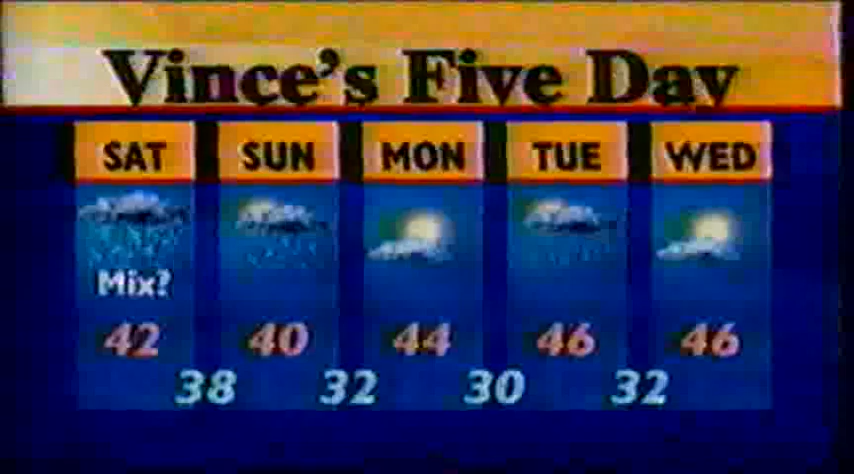 Vince's Five Day
SAT SUN MON TUE WED
Mix?
42 40 44 46 46
38 32 30 32